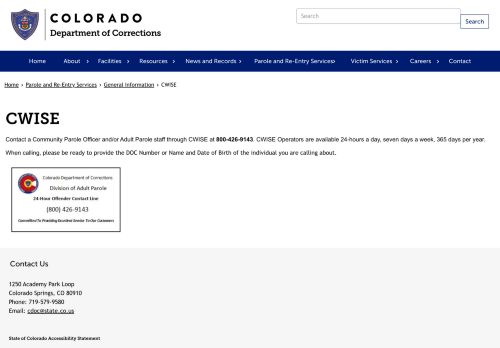 COLORADO
Department of Corrections
Search
Search
Home About › Facilities › Resources › News and Records › Parole and Re-Entry Services › Victim Services › Careers › Contact
Home › Parole and Re-Entry Services › General Information › CWISE
CWISE
Contact a Community Parole Officer and/or Adult Parole staff through CWISE at 800-426-9143. CWISE Operators are available 24-hours a day, seven days a week, 365 days per year.
When calling, please be ready to provide the DOC Number or Name and Date of Birth of the individual you are calling about.
Colorado Department of Corrections
Division of Adult Parole
24-Hour Offender Contact Line
(800) 426-9143
Committed To Providing Excellent Service To Our Customers
Contact Us
1250 Academy Park Loop
Colorado Springs, CO 80910
Phone: 719-579-9580
Email: cdoc@state.co.us
State of Colorado Accessibility Statement